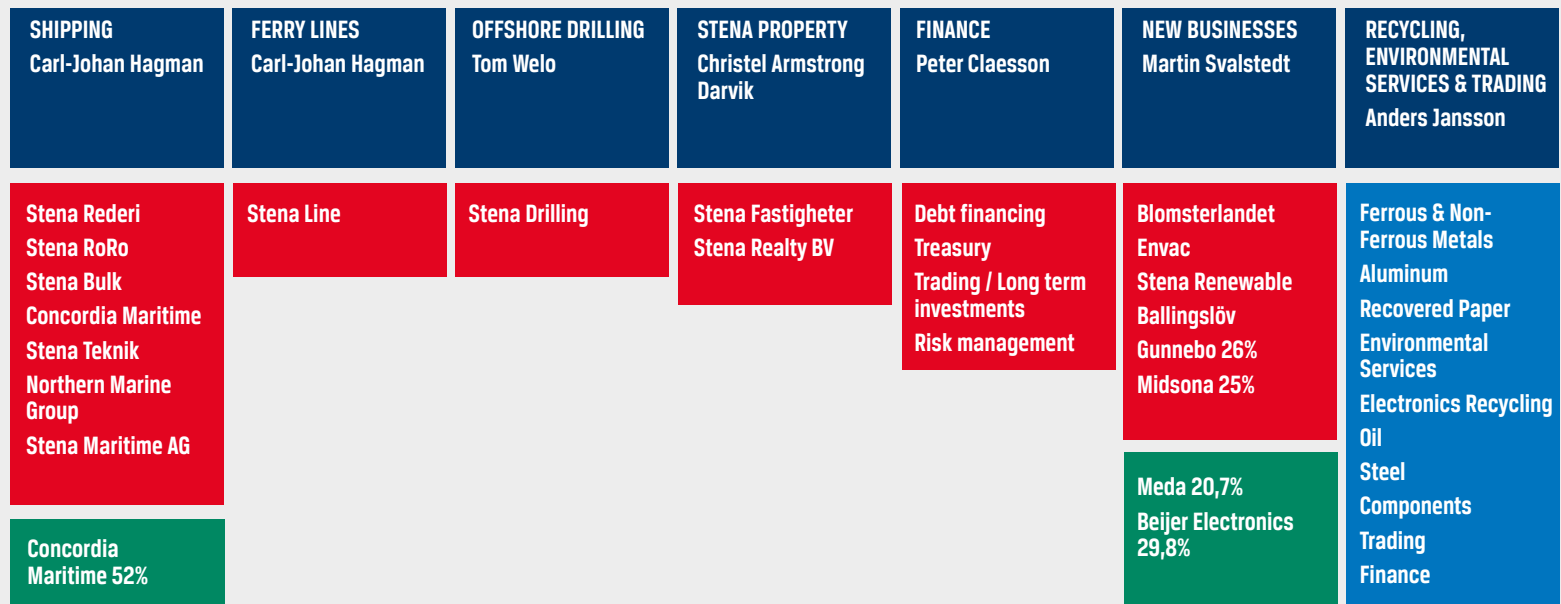 SHIPPING
Carl-Johan Hagman
FERRY LINES
Carl-Johan Hagman
OFFSHORE DRILLING
Tom Welo
STENA PROPERTY
Christel Armstrong
Darvik
FINANCE
Peter Claesson
NEW BUSINESSES
Martin Svalstedt
RECYCLING,
ENVIRONMENTAL
SERVICES & TRADING
Anders Jansson
Stena Rederi
Stena RoRo
Stena Bulk
Concordia Maritime
Stena Teknik
Northern Marine
Group
Stena Maritime AG
Stena Line
Stena Drilling
Stena Fastigheter
Stena Realty BV
Debt financing
Treasury
Trading / Long term
investments
Risk management
Blomsterlandet
Envac
Stena Renewable
Ballingslöv
Gunnebo 26%
Midsona 25%
Ferrous & Non-
Ferrous Metals
Aluminum
Recovered Paper
Environmental
Services
Electronics Recycling
Oil
Steel
Components
Trading
Finance
Concordia
Maritime 52%
Meda 20,7%
Beijer Electronics
29,8%